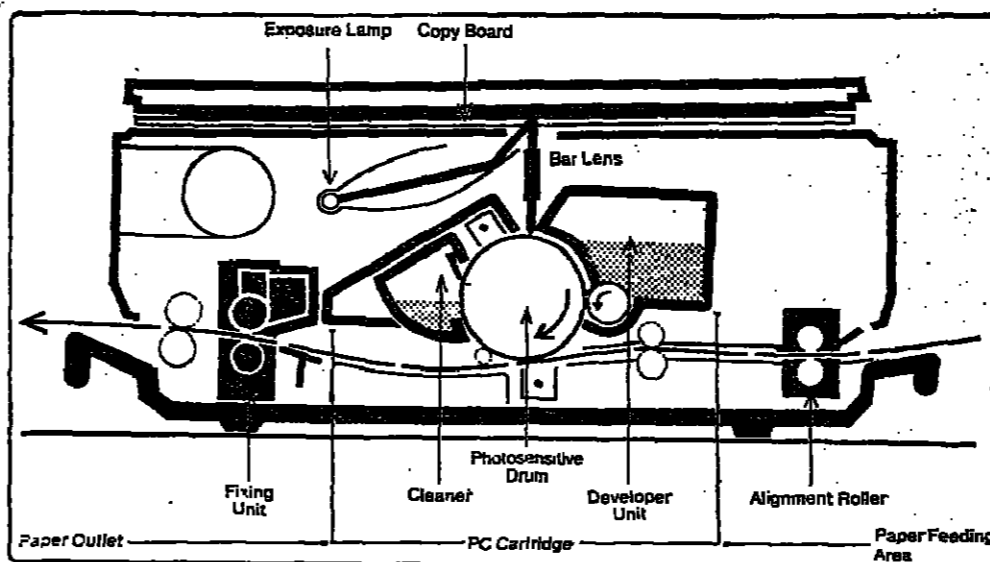 Exposure Lamp
Copy Board
Bar Lens
Photosensitive
Drum
Fixing
Unit
Cleaner
Developer
Unit
Alignment Roller
Paper Outlet
PC Cartridge
Paper Feeding
Area